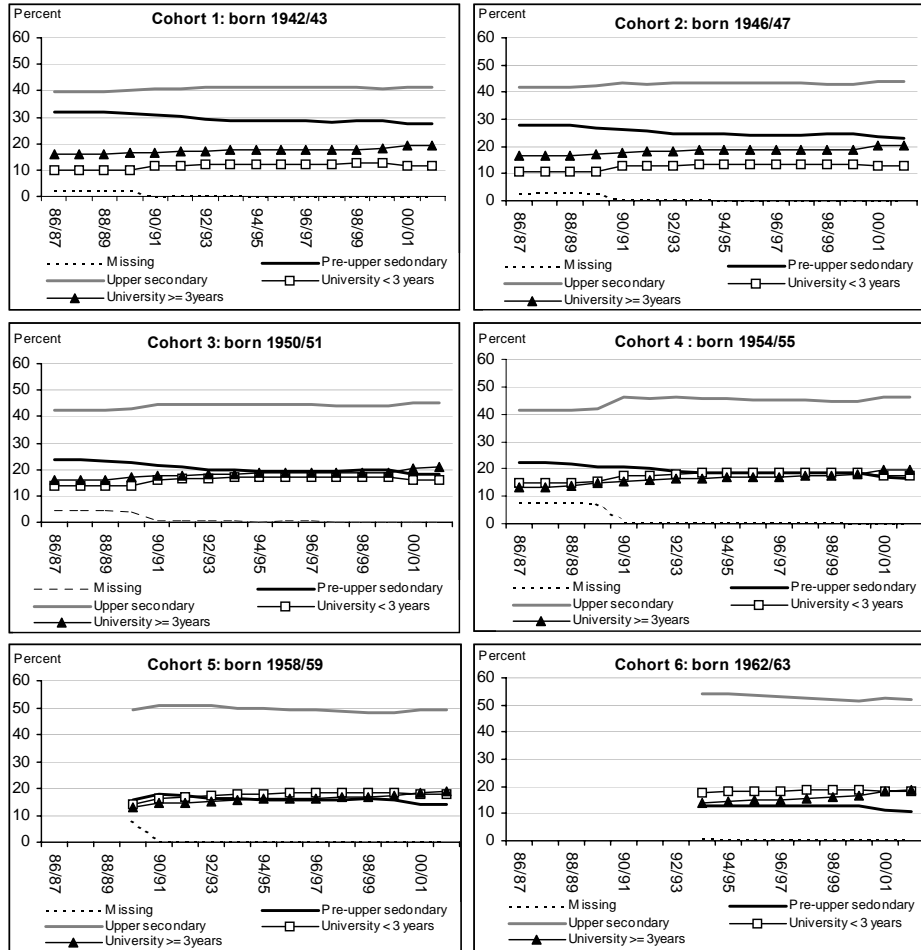 Percent
Cohort 1: born 1942/43
60
50
40
30
20
10
0
86/87
88/89
90/91
92/93
94/95
96/97
98/99
00/01
Missing
Pre-upper sedondary
Upper secondary
University < 3 years
University >= 3years
Percent
Cohort 2: born 1946/47
60
50
40
30
20
10
0
86/87
88/89
90/91
92/93
94/95
96/97
98/99
00/01
Missing
Pre-upper sedondary
Upper secondary
University < 3 years
University >= 3years
Percent
Cohort 3: born 1950/51
60
50
40
30
20
10
0
86/87
88/89
90/91
92/93
94/95
96/97
98/99
00/01
Missing
Pre-upper sedondary
Upper secondary
University < 3 years
University >= 3years
Percent
Cohort 4 : born 1954/55
60
50
40
30
20
10
0
86/87
88/89
90/91
92/93
94/95
96/97
98/99
00/01
Missing
Pre-upper sedondary
Upper secondary
University < 3 years
University >= 3years
Percent
Cohort 5: born 1958/59
60
50
40
30
20
10
0
86/87
88/89
90/91
92/93
94/95
96/97
98/99
00/01
Missing
Pre-upper sedondary
Upper secondary
University < 3 years
University >= 3years
Percent
Cohort 6: born 1962/63
60
50
40
30
20
10
0
86/87
88/89
90/91
92/93
94/95
96/97
98/99
00/01
Missing
Pre-upper sedondary
Upper secondary
University < 3 years
University >= 3years